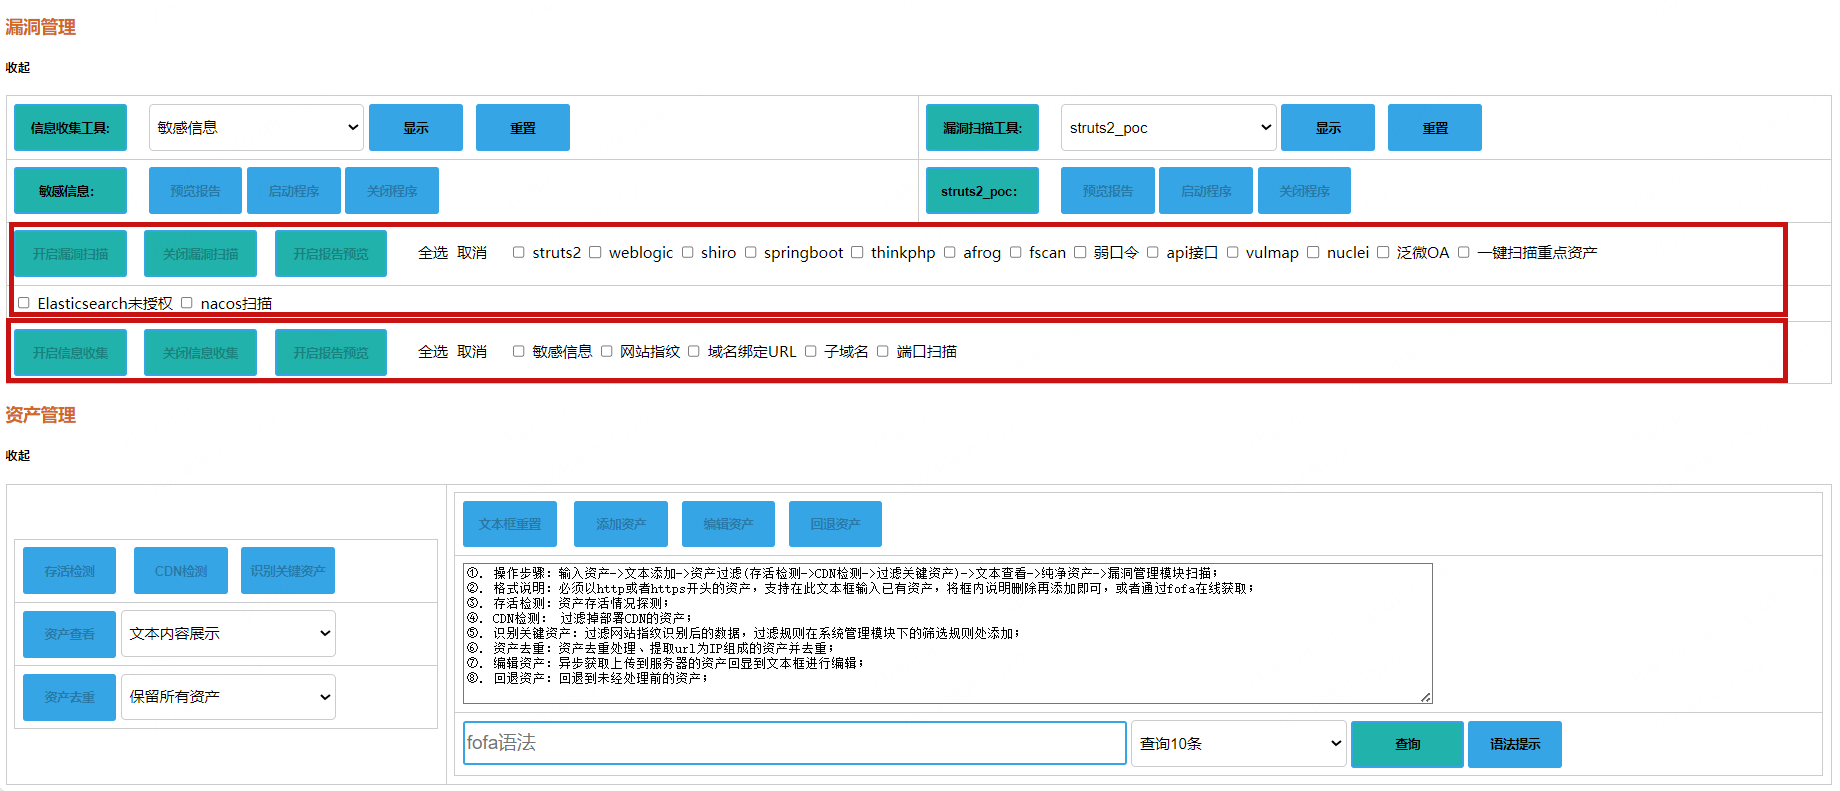 漏洞管理
收起
信息收集工具: 敏感信息 显示 重置 漏洞扫描工具: struts2_poc 显示 重置
敏感信息: 预览报告 启动程序 关闭程序 struts2_poc: 预览报告 启动程序 关闭程序
开启漏洞扫描 关闭漏洞扫描 开启报告预览 全选 取消 struts2 weblogic shiro springboot thinkphp afrog fscan 弱口令 api接口 vulmap nuclei 泛微OA 一键扫描重点资产
Elasticsearch未授权 nacos扫描
开启信息收集 关闭信息收集 开启报告预览 全选 取消 敏感信息 网站指纹 域名绑定URL 子域名 端口扫描
资产管理
收起
存活检测 CDN检测 识别关键资产
资产查看 文本内容展示
资产去重 保留所有资产
文本框重置 添加资产 编辑资产 回退资产
①. 操作步骤: 输入资产->文本添加->资产过滤(存活检测->CDN检测->过滤关键资产)->文本查看->纯净资产->漏洞管理模块扫描;
②. 格式说明: 必须以http或者https开头的资产, 支持在此文本框输入已有资产, 将框内说明删除再添加即可, 或者通过fofa在线获取;
③. 存活检测: 资产存活情况探测;
④. CDN检测: 过滤掉部署CDN的资产;
⑤. 识别关键资产: 过滤网站指纹识别后的数据, 过滤规则在系统管理模块下的筛选规则处添加;
⑥. 资产去重: 资产去重处理、提取url为IP组成的资产并去重;
⑦. 编辑资产: 异步获取上传到服务器的资产回显到文本框进行编辑;
⑧. 回退资产: 回退到未经处理前的资产;
fofa语法 查询10条 查询 语法提示